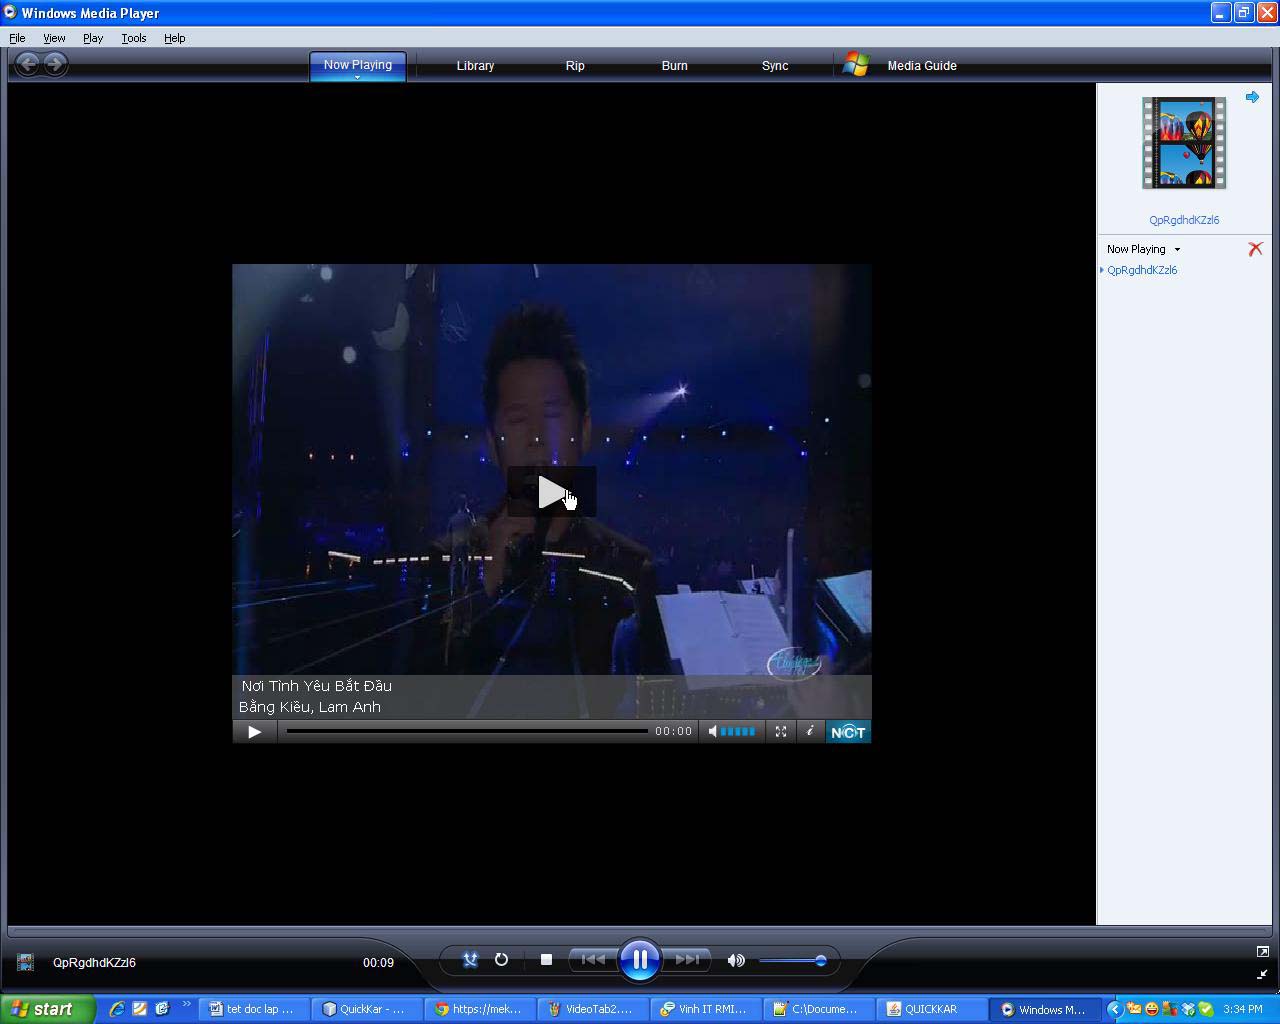 Windows Media Player
File View Play Tools Help
Now Playing Library Rip Burn Sync Media Guide
QpRgdhdKZzl6
Now Playing
QpRgdhdKZzl6
Nơi Tình Yêu Bắt Đầu
Bằng Kiều, Lam Anh
00:00 i NCT
QpRgdhdKZzl6 00:09
start tet doc lap ... QuickKar - ... https://mek... VideoTab2.... Vinh IT RMI... C:\Docume... QUICKKAR Windows M... 3:34 PM